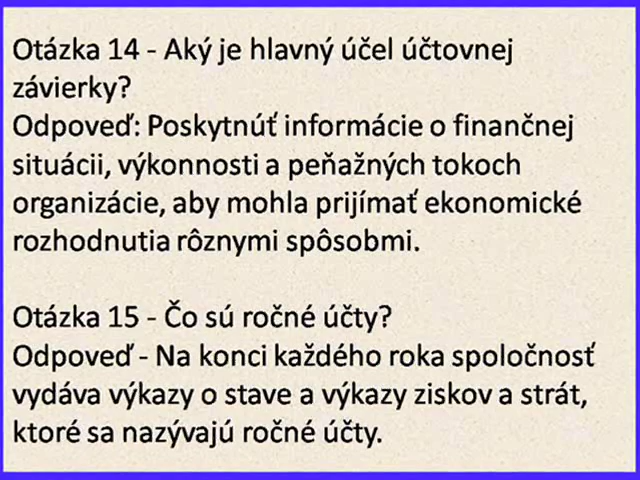 Otázka 14 - Aký je hlavný účel účtovnej
závierky?
Odpoveď: Poskytnúť informácie o finančnej
situácii, výkonnosti a peňažných tokoch
organizácie, aby mohla prijímať ekonomické
rozhodnutia rôznymi spôsobmi.
Otázka 15 - Čo sú ročné účty?
Odpoveď - Na konci každého roka spoločnosť
vydáva výkazy o stave a výkazy ziskov a strát,
ktoré sa nazývajú ročné účty.